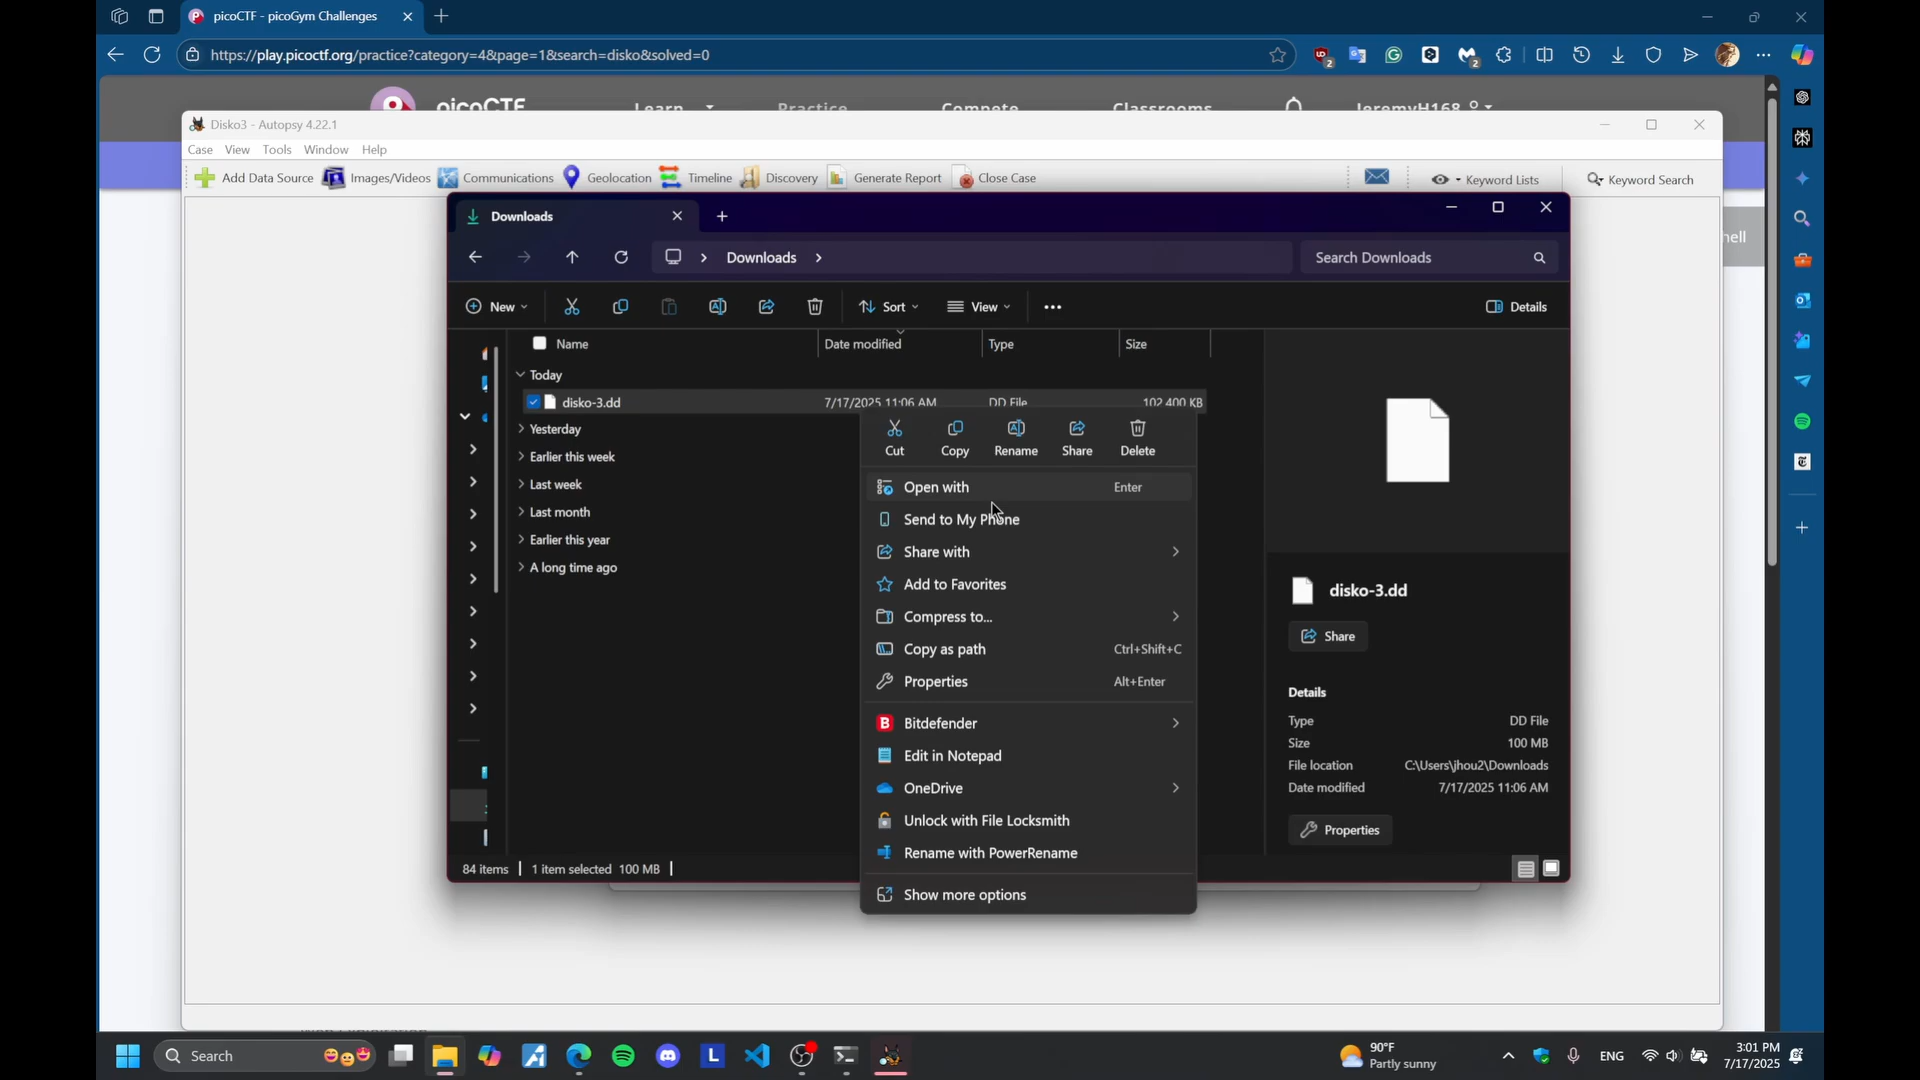 picoCTF - picoGym Challenges
https://play.picoctf.org/practice?category=4&page=1&search=disko&solved=0
2
2
picoCTF
Learn
Practice
Compete
Classrooms
JeremyH168
Disko3 - Autopsy 4.22.1
Case View Tools Window Help
Add Data Source Images/Videos Communications Geolocation Timeline Discovery Generate Report Close Case Keyword Lists Keyword Search
Downloads
Downloads
Search Downloads
New
Sort
View
Details
Name Date modified Type Size
Today
disko-3.dd 7/17/2025 11:06 AM DD File 102,400 KB
Yesterday
Earlier this week
Last week
Last month
Earlier this year
A long time ago
Cut Copy Rename Share Delete
Open with Enter
Send to My Phone
Share with
Add to Favorites
Compress to...
Copy as path Ctrl+Shift+C
Properties Alt+Enter
B Bitdefender
Edit in Notepad
OneDrive
Unlock with File Locksmith
Rename with PowerRename
Show more options
disko-3.dd
Share
Details
Type DD File
Size 100 MB
File location C:\Users\jhou2\Downloads
Date modified 7/17/2025 11:06 AM
Properties
84 items 1 item selected 100 MB
Search
L
90°F
Partly sunny
ENG
3:01 PM
7/17/2025